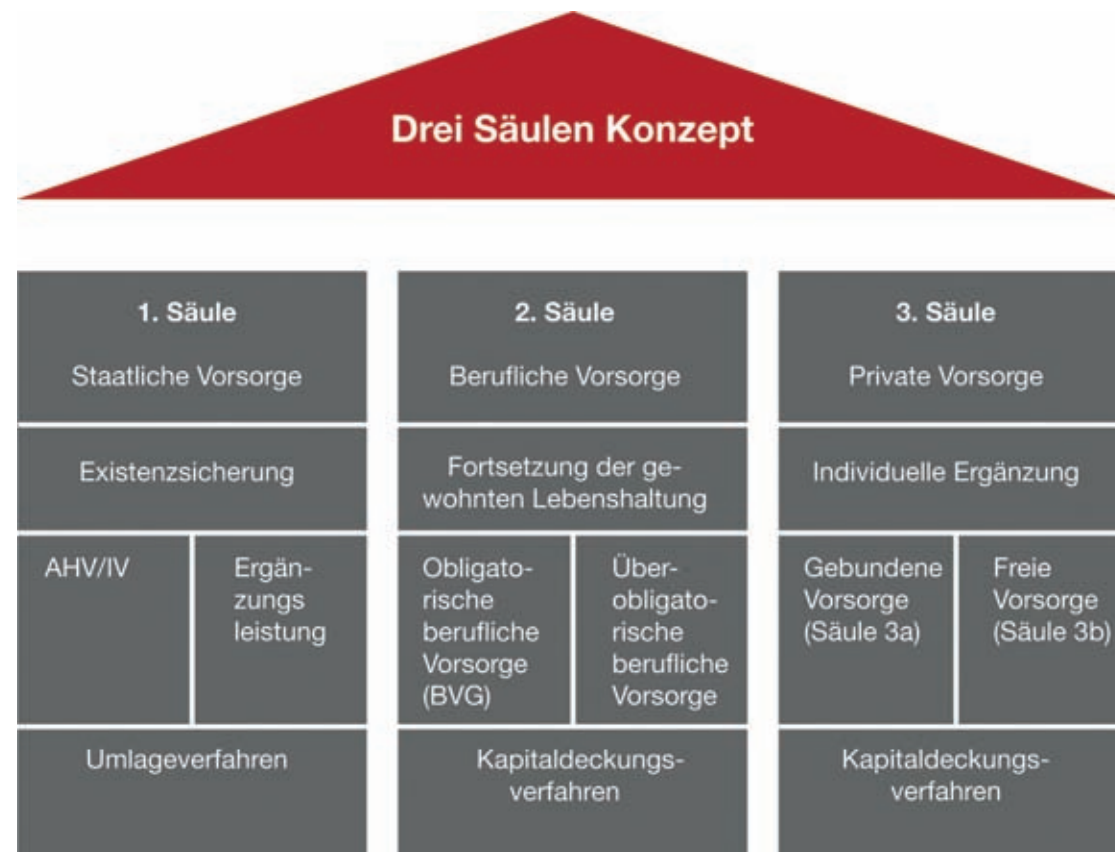 Drei Säulen Konzept
1. Säule
Staatliche Vorsorge
Existenzsicherung
AHV/IV
Ergän-
zungs
leistung
Umlageverfahren
2. Säule
Berufliche Vorsorge
Fortsetzung der ge-
wohnten Lebenshaltung
Obligato-
rische
berufliche
Vorsorge
(BVG)
Über-
obligato-
rische
berufliche
Vorsorge
Kapitaldeckungs-
verfahren
3. Säule
Private Vorsorge
Individuelle Ergänzung
Gebundene
Vorsorge
(Säule 3a)
Freie
Vorsorge
(Säule 3b)
Kapitaldeckungs-
verfahren